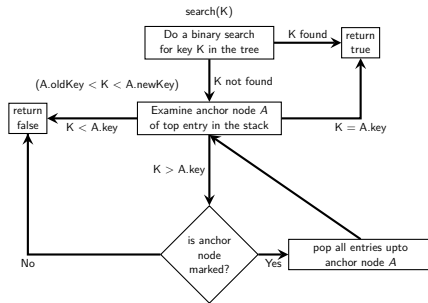 search(K)
Do a binary search
for key K in the tree
K found
return
true
K not found
(A.oldKey < K < A.newKey)
return
false
K < A.key
Examine anchor node A
of top entry in the stack
K = A.key
K > A.key
is anchor
node
marked?
No
Yes
pop all entries upto
anchor node A